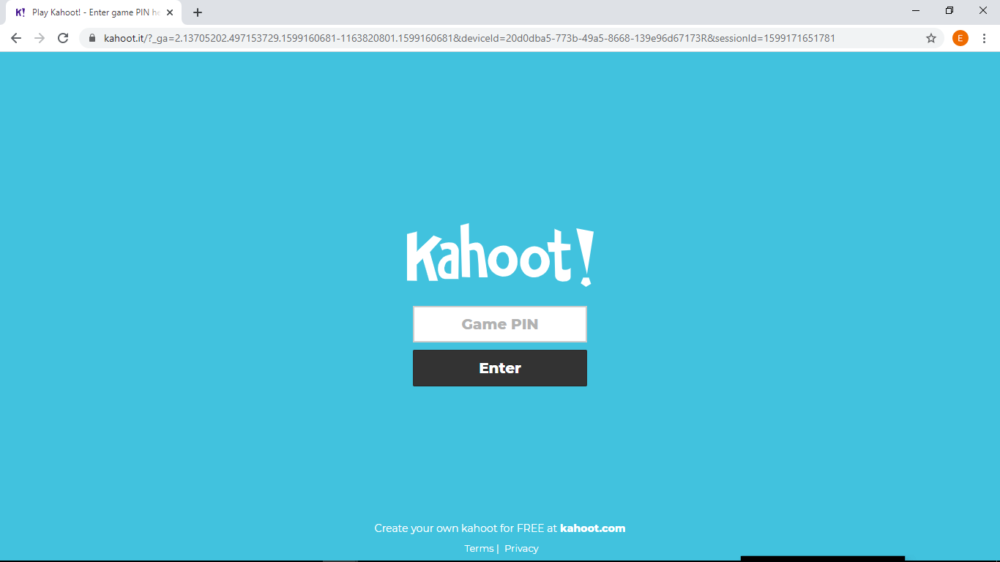 Play Kahoot! - Enter game PIN he
kahoot.it/?_ga=2.13705202.497153729.1599160681-1163820801.1599160681&deviceId=20d0dba5-773b-49a5-8668-139e96d67173R&sessionId=1599171651781
E
Kahoot!
Game PIN
Enter
Create your own kahoot for FREE at kahoot.com
Terms | Privacy